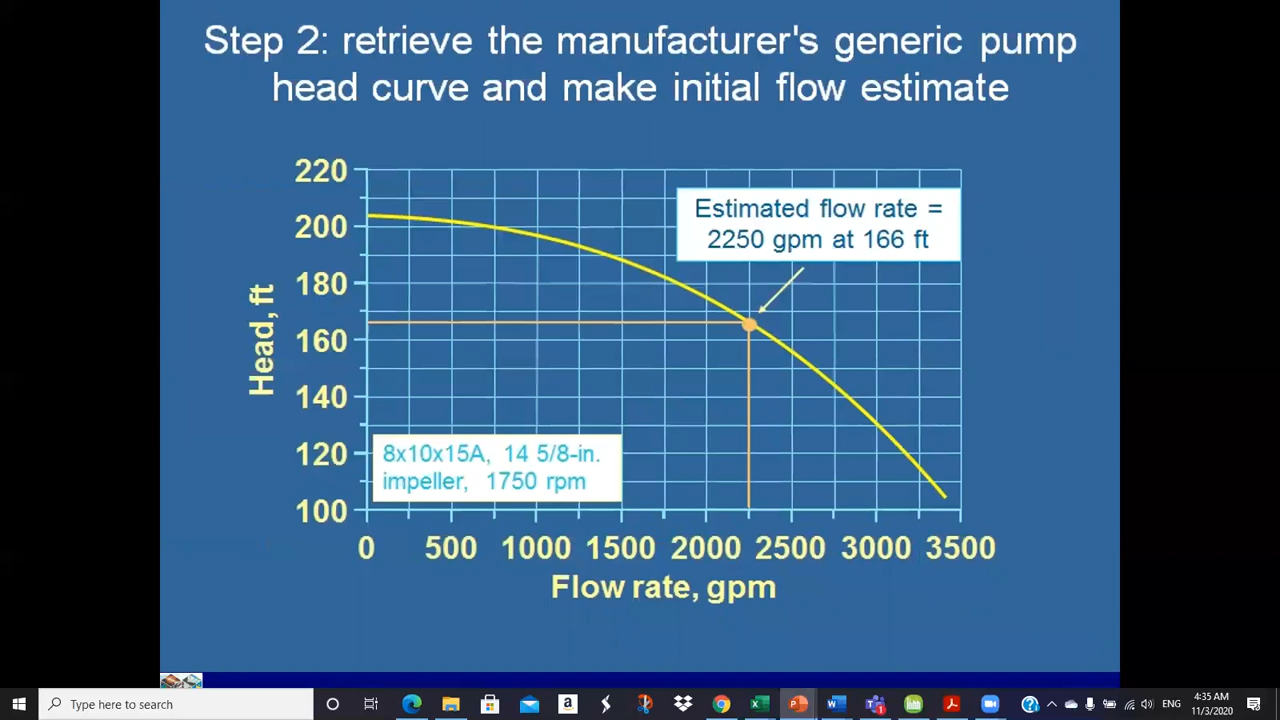 Step 2: retrieve the manufacturer's generic pump
head curve and make initial flow estimate
220
200
180
160
140
120
100
Head, ft
Estimated flow rate =
2250 gpm at 166 ft
8x10x15A, 14 5/8-in.
impeller, 1750 rpm
0 500 1000 1500 2000 2500 3000 3500
Flow rate, gpm
Type here to search
ENG
4:35 AM
11/3/2020